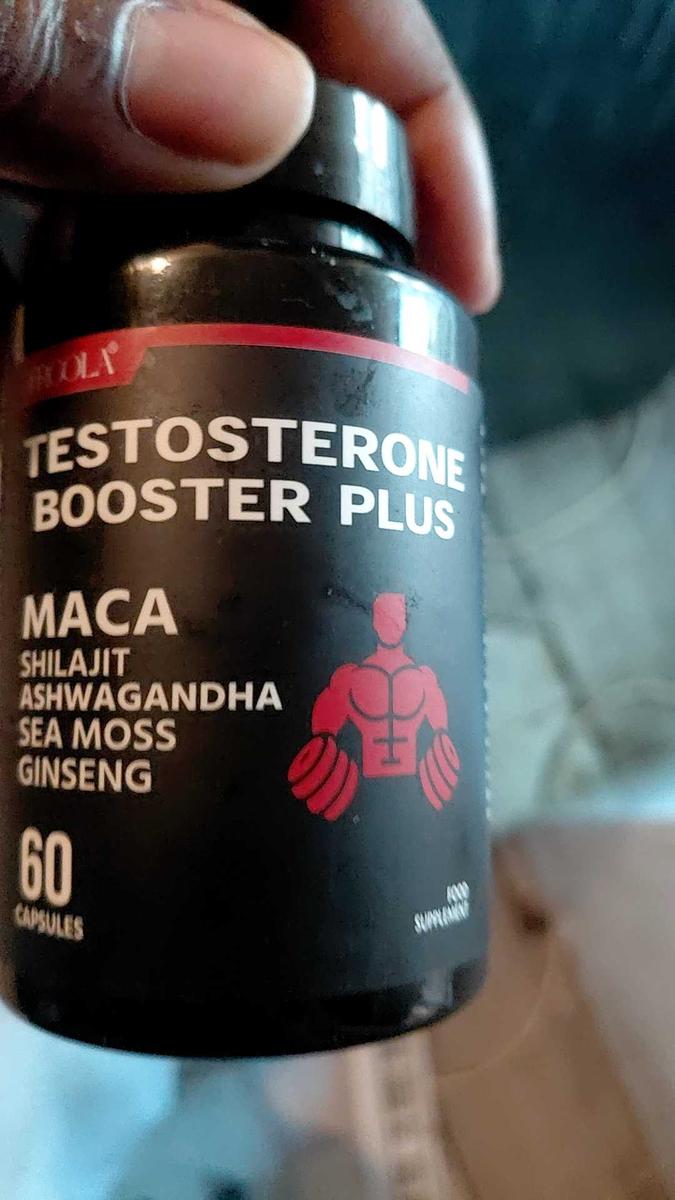 TESTOSTERONE
BOOSTER PLUS
MACA
SHILAJIT
ASHWAGANDHA
SEA MOSS
GINSENG
60
CAPSULES
FOOD
SUPPLEMENT